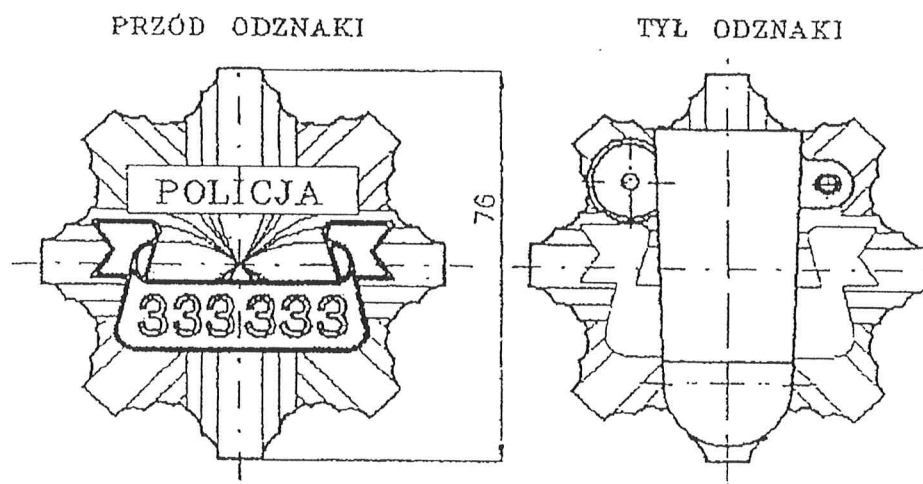 PRZÓD ODZNAKI
TYŁ ODZNAKI
POLICJA
76
333333